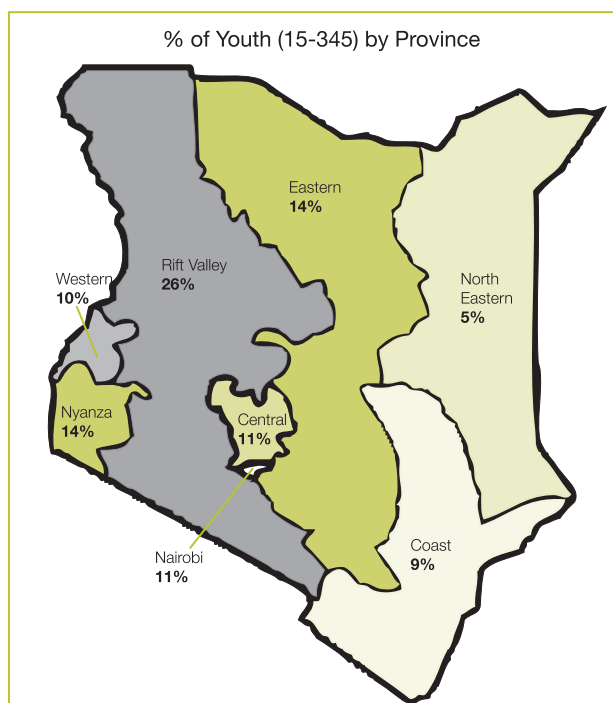 % of Youth (15-345) by Province
Eastern
14%
Rift Valley
26%
Western
10%
North
Eastern
5%
Nyanza
14%
Central
11%
Nairobi
11%
Coast
9%